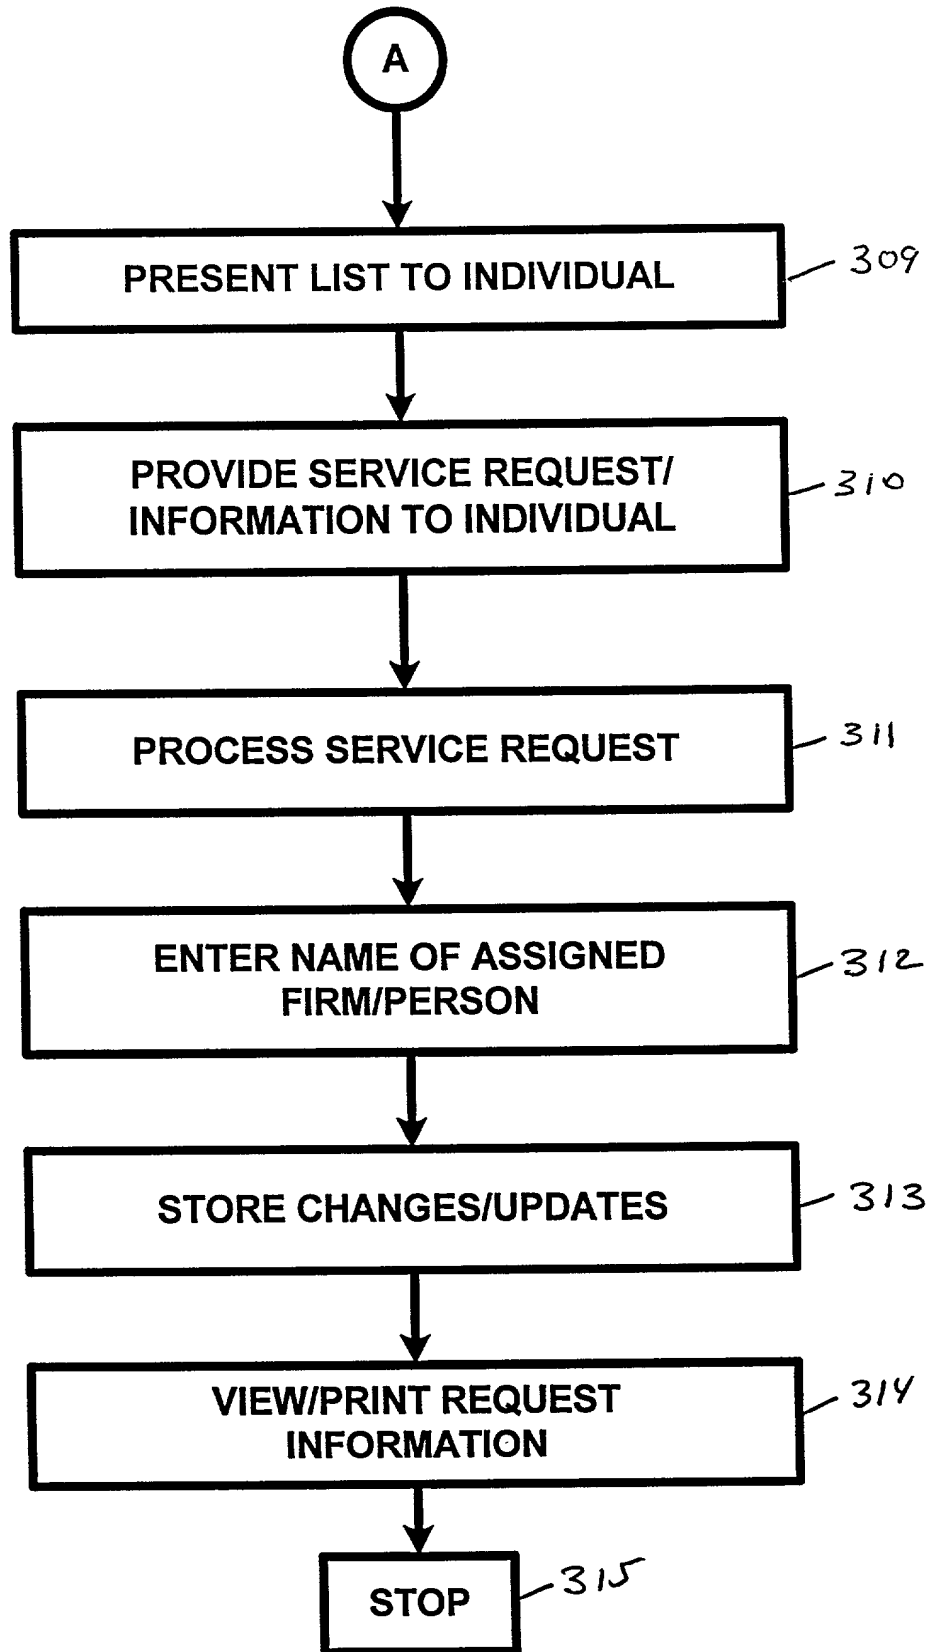 A
PRESENT LIST TO INDIVIDUAL
309
PROVIDE SERVICE REQUEST/
INFORMATION TO INDIVIDUAL
310
PROCESS SERVICE REQUEST
311
ENTER NAME OF ASSIGNED
FIRM/PERSON
312
STORE CHANGES/UPDATES
313
VIEW/PRINT REQUEST
INFORMATION
314
STOP
315